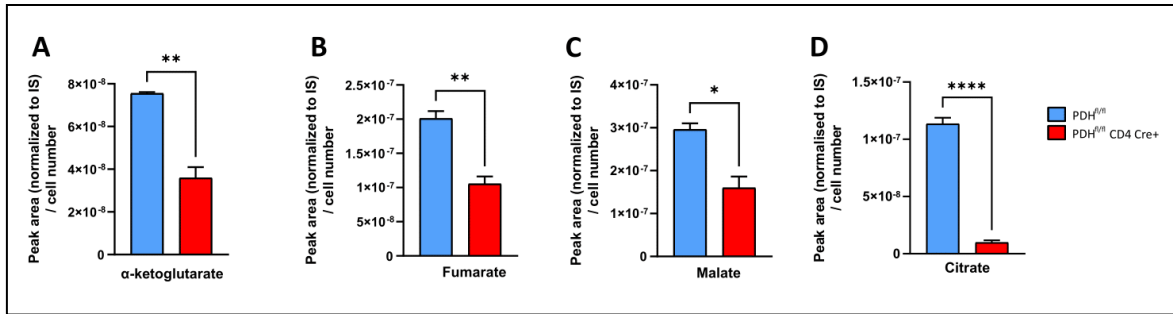 A
Peak area (normalized to IS)
/ cell number
8×10⁻⁸
6×10⁻⁸
4×10⁻⁸
2×10⁻⁸
0
**
α-ketoglutarate
B
Peak area (normalized to IS)
/ cell number
2.5×10⁻⁷
2×10⁻⁷
1.5×10⁻⁷
1×10⁻⁷
5×10⁻⁸
0
**
Fumarate
C
Peak area (normalized to IS)
/ cell number
4×10⁻⁷
3×10⁻⁷
2×10⁻⁷
1×10⁻⁷
0
*
Malate
D
Peak area (normalised to IS)
/ cell number
1.5×10⁻⁷
1×10⁻⁷
5×10⁻⁸
0
****
Citrate
PDHᶠˡ/ᶠˡ
PDHᶠˡ/ᶠˡ CD4 Cre+